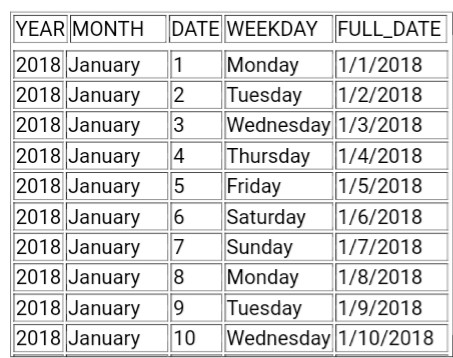 YEAR MONTH DATE WEEKDAY FULL_DATE
2018 January 1 Monday 1/1/2018
2018 January 2 Tuesday 1/2/2018
2018 January 3 Wednesday 1/3/2018
2018 January 4 Thursday 1/4/2018
2018 January 5 Friday 1/5/2018
2018 January 6 Saturday 1/6/2018
2018 January 7 Sunday 1/7/2018
2018 January 8 Monday 1/8/2018
2018 January 9 Tuesday 1/9/2018
2018 January 10 Wednesday 1/10/2018